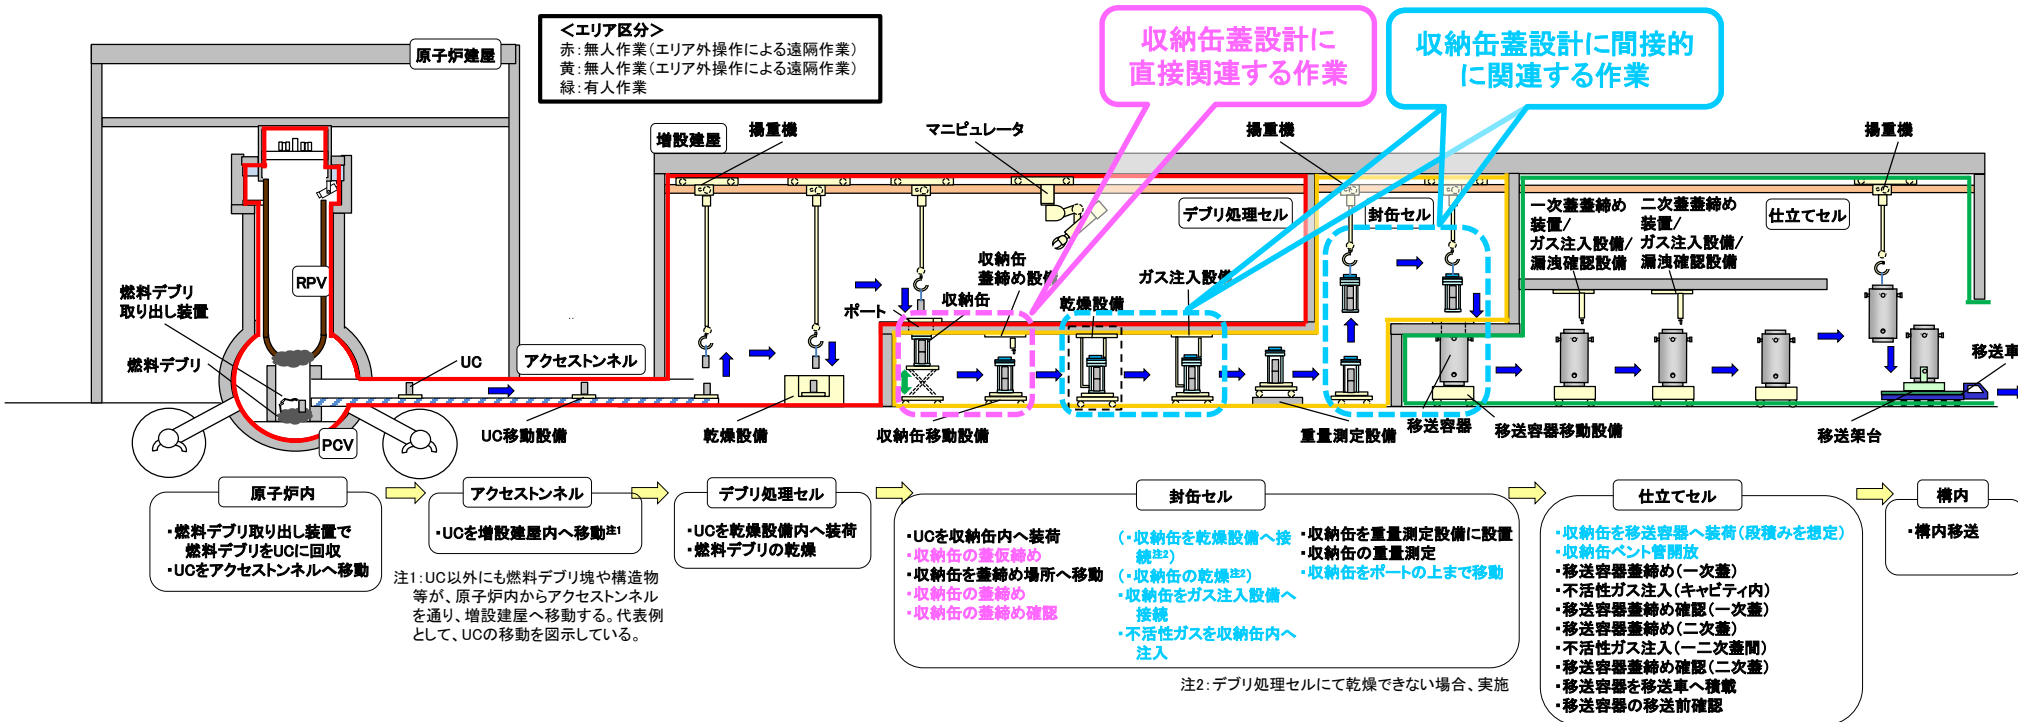 <エリア区分>
赤:無人作業(エリア外操作による遠隔作業)
黄:無人作業(エリア外操作による遠隔作業)
緑:有人作業
収納缶蓋設計に
直接関連する作業
収納缶蓋設計に間接的
に関連する作業
原子炉建屋
増設建屋
揚重機
マニピュレータ
揚重機
揚重機
デブリ処理セル
封缶セル
仕立てセル
一次蓋蓋締め
装置/
ガス注入設備/
漏洩確認設備
二次蓋蓋締め
装置/
ガス注入設備/
漏洩確認設備
RPV
燃料デブリ
取り出し装置
燃料デブリ
PCV
UC
アクセストンネル
UC移動設備
乾燥設備
ポート
収納缶
収納缶
蓋締め設備
乾燥設備
ガス注入設備
収納缶移動設備
重量測定設備
移送容器
移送容器移動設備
移送車
移送架台
原子炉内
・燃料デブリ取り出し装置で
燃料デブリをUCに回収
・UCをアクセストンネルへ移動
アクセストンネル
・UCを増設建屋内へ移動注1
注1:UC以外にも燃料デブリ塊や構造物
等が、原子炉内からアクセストンネル
を通り、増設建屋へ移動する。代表例
として、UCの移動を図示している。
デブリ処理セル
・UCを乾燥設備内へ装荷
・燃料デブリの乾燥
封缶セル
・UCを収納缶内へ装荷
・収納缶の蓋仮締め
・収納缶を蓋締め場所へ移動
・収納缶の蓋締め
・収納缶の蓋締め確認
(・収納缶を乾燥設備へ接
続注2)
(・収納缶の乾燥注2)
・収納缶をガス注入設備へ
接続
・不活性ガスを収納缶内へ
注入
・収納缶を重量測定設備に設置
・収納缶の重量測定
・収納缶をポートの上まで移動
注2:デブリ処理セルにて乾燥できない場合、実施
仕立てセル
・収納缶を移送容器へ装荷(段積みを想定)
・収納缶ベント管開放
・移送容器蓋締め(一次蓋)
・不活性ガス注入(キャビティ内)
・移送容器蓋締め確認(一次蓋)
・移送容器蓋締め(二次蓋)
・不活性ガス注入(一二次蓋間)
・移送容器蓋締め確認(二次蓋)
・移送容器を移送車へ積載
・移送容器の移送前確認
構内
・構内移送